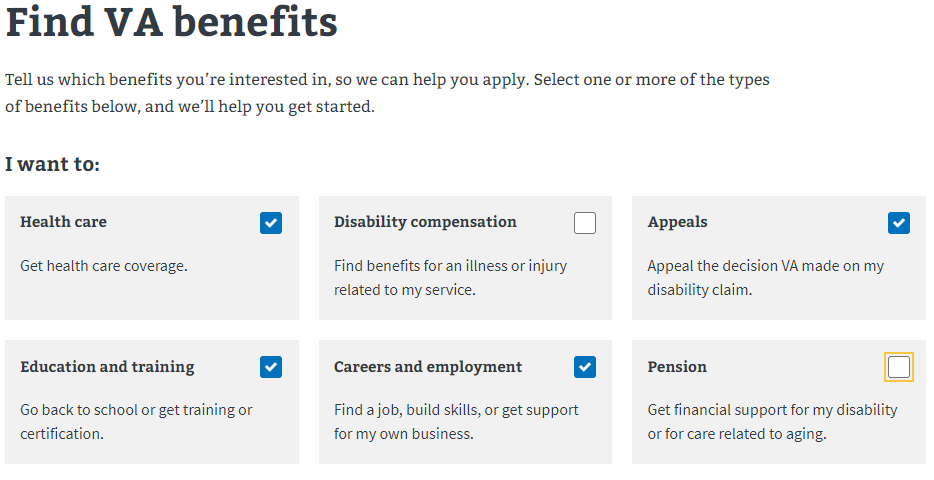 Find VA benefits
Tell us which benefits you’re interested in, so we can help you apply. Select one or more of the types
of benefits below, and we’ll help you get started.
I want to:
Health care
Get health care coverage.
Disability compensation
Find benefits for an illness or injury
related to my service.
Appeals
Appeal the decision VA made on my
disability claim.
Education and training
Go back to school or get training or
certification.
Careers and employment
Find a job, build skills, or get support
for my own business.
Pension
Get financial support for my disability
or for care related to aging.